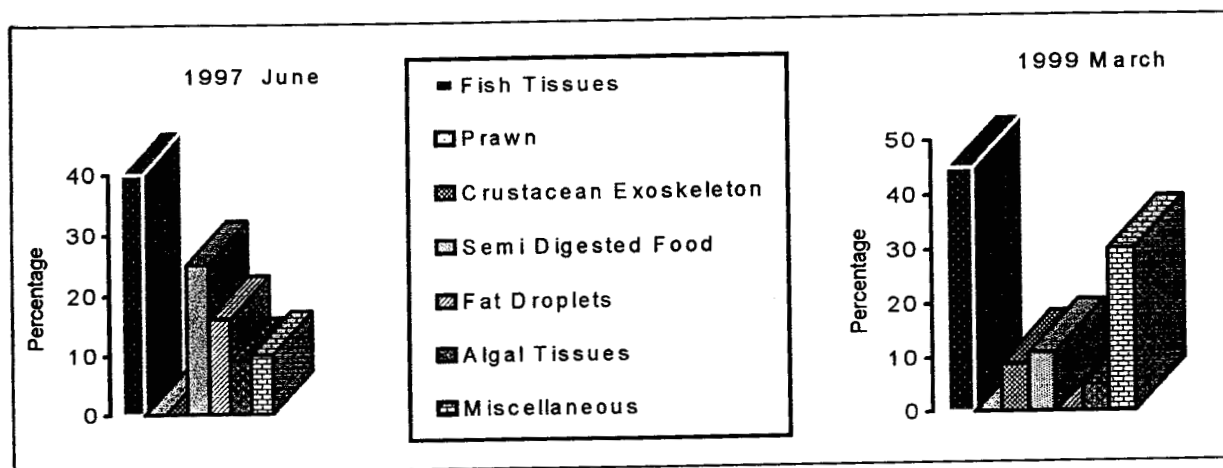 1997 June
40
30
20
10
0
Percentage
Fish Tissues
Prawn
Crustacean Exoskeleton
Semi Digested Food
Fat Droplets
Algal Tissues
Miscellaneous
1999 March
50
40
30
20
10
0
Percentage